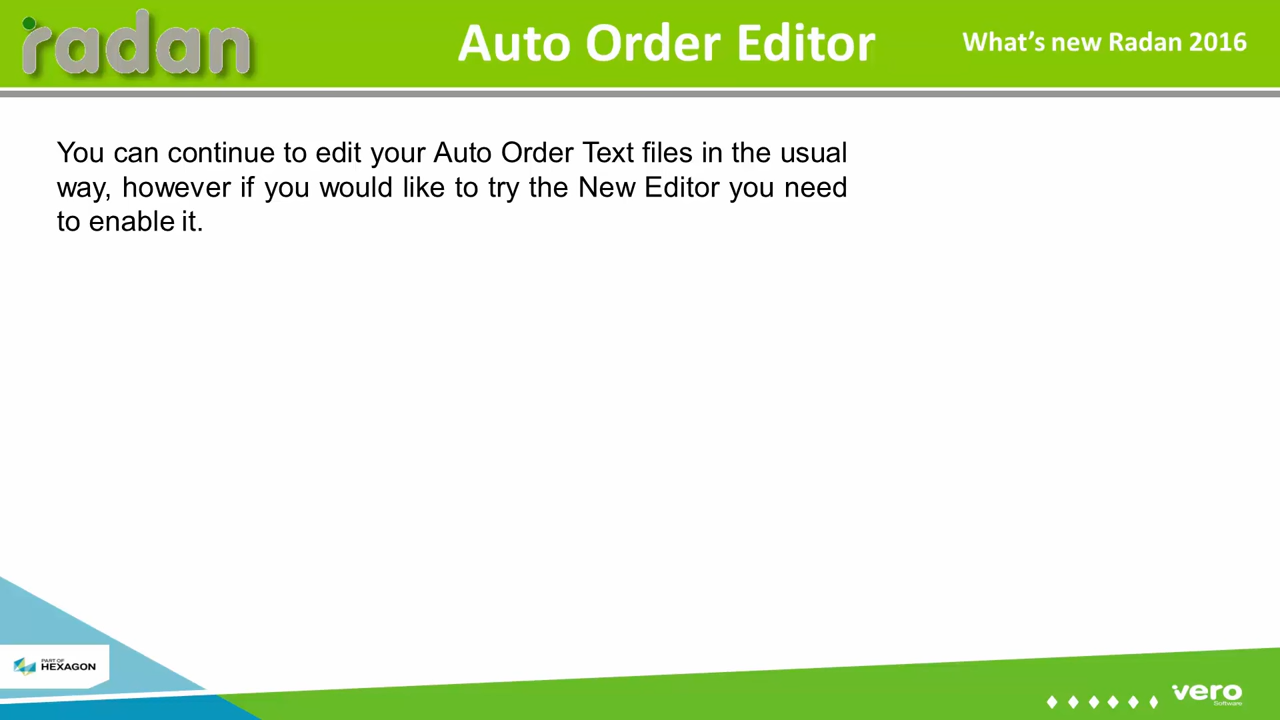 radan
Auto Order Editor
What's new Radan 2016
You can continue to edit your Auto Order Text files in the usual
way, however if you would like to try the New Editor you need
to enable it.
PART OF
HEXAGON
vero
Software